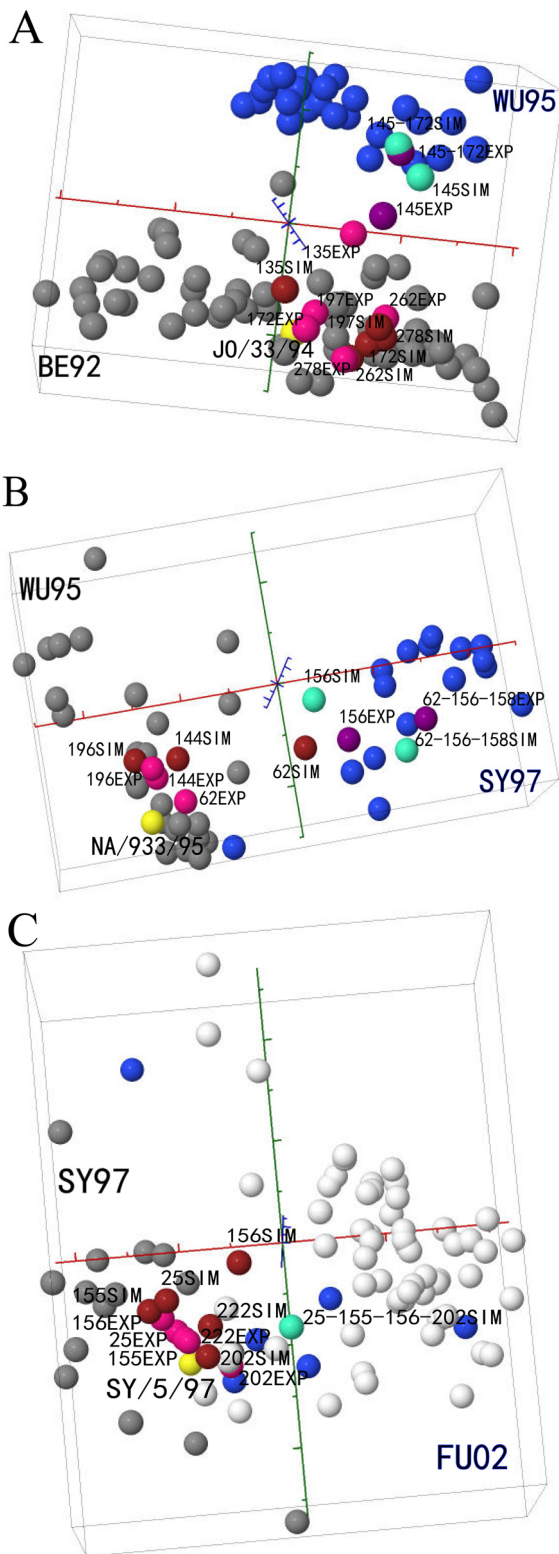 A
WU95
145-172SIM
145-172EXP
145SIM
145EXP
135EXP
135SIM
197EXP
262EXP
172EXP
197SIM
278SIM
JO/33/94
172SIM
BE92
278EXP
262SIM
B
WU95
156SIM
62-156-158EXP
156EXP
196SIM
144SIM
62-156-158SIM
62SIM
196EXP
144EXP
SY97
62EXP
NA/933/95
C
SY97
156SIM
25SIM
155SIM
222SIM
25-155-156-202SIM
156EXP
25EXP
222EXP
155EXP
202SIM
SY/5/97
202EXP
FU02